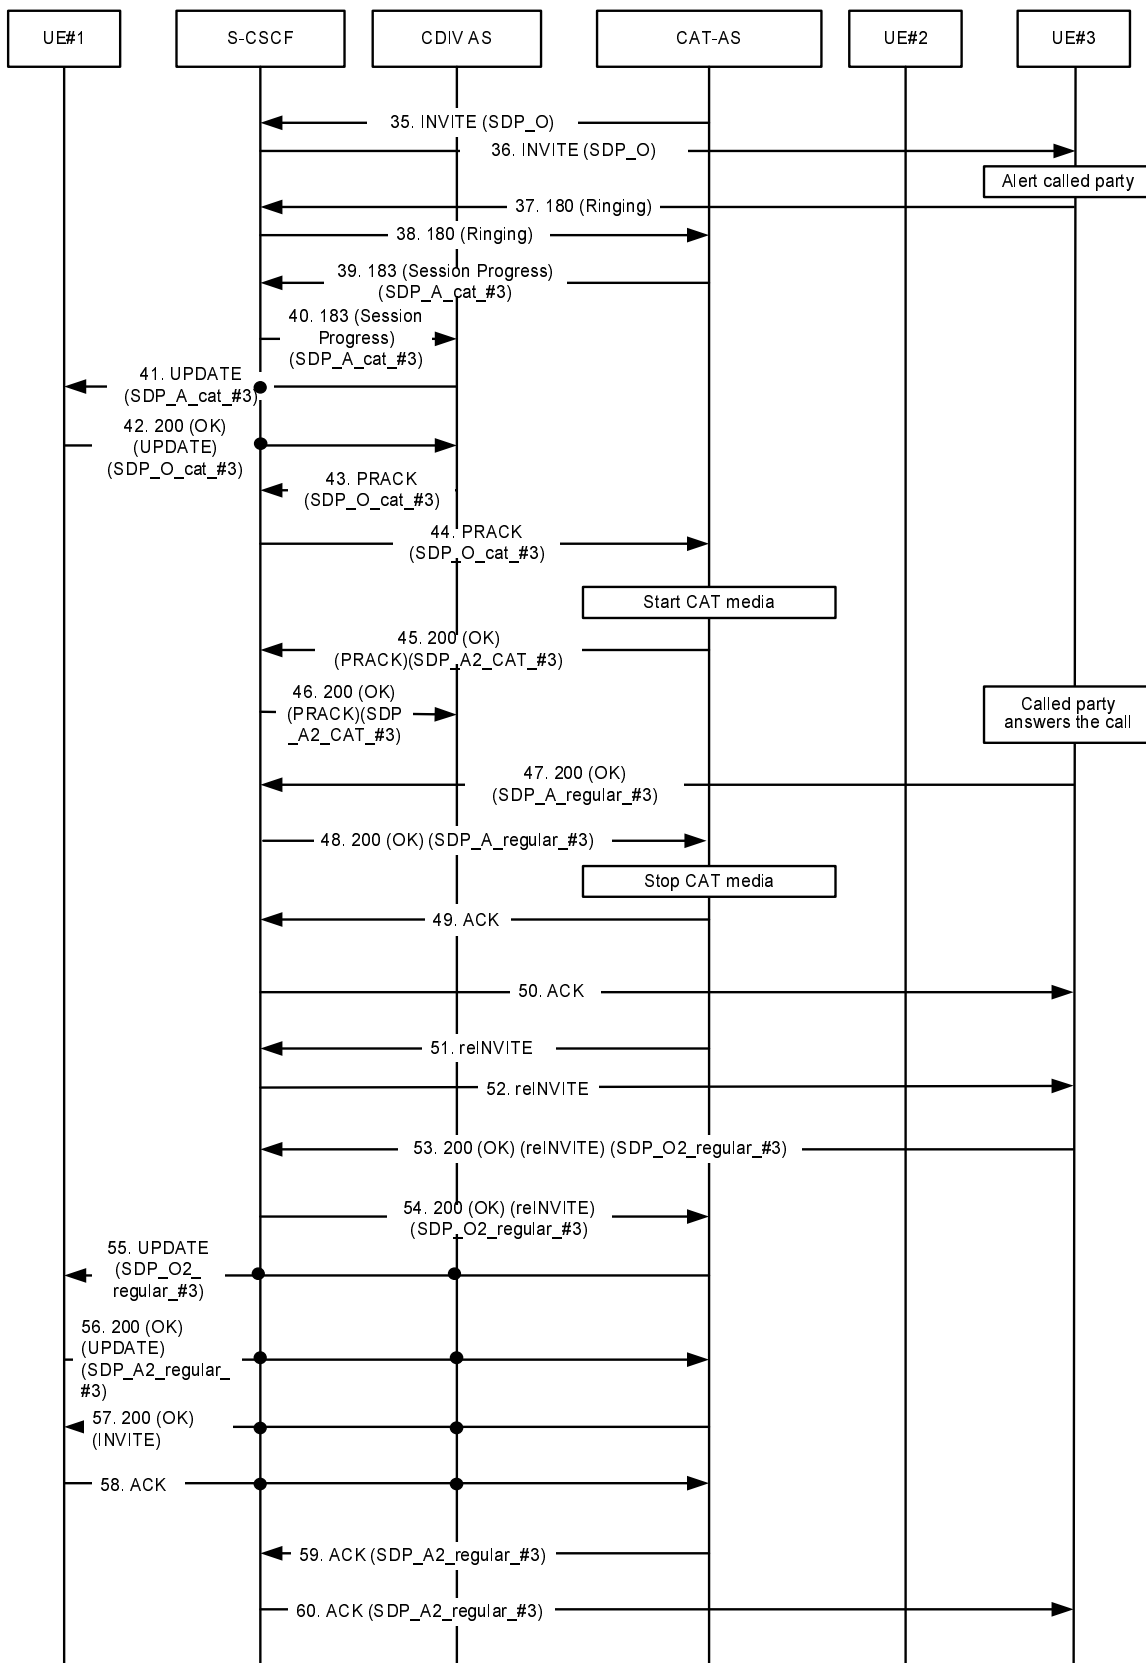 UE#1
S-CSCF
CDIV AS
CAT-AS
UE#2
UE#3
35. INVITE (SDP_O)
36. INVITE (SDP_O)
Alert called party
37. 180 (Ringing)
38. 180 (Ringing)
39. 183 (Session Progress)
(SDP_A_cat_#3)
40. 183 (Session
Progress)
(SDP_A_cat_#3)
41. UPDATE
(SDP_A_cat_#3)
42. 200 (OK)
(UPDATE)
(SDP_O_cat_#3)
43. PRACK
(SDP_O_cat_#3)
44. PRACK
(SDP_O_cat_#3)
Start CAT media
45. 200 (OK)
(PRACK)(SDP_A2_CAT_#3)
46. 200 (OK)
(PRACK)(SDP
_A2_CAT_#3)
Called party
answers the call
47. 200 (OK)
(SDP_A_regular_#3)
48. 200 (OK) (SDP_A_regular_#3)
Stop CAT media
49. ACK
50. ACK
51. reINVITE
52. reINVITE
53. 200 (OK) (reINVITE) (SDP_O2_regular_#3)
54. 200 (OK) (reINVITE)
(SDP_O2_regular_#3)
55. UPDATE
(SDP_O2_
regular_#3)
56. 200 (OK)
(UPDATE)
(SDP_A2_regular_
#3)
57. 200 (OK)
(INVITE)
58. ACK
59. ACK (SDP_A2_regular_#3)
60. ACK (SDP_A2_regular_#3)